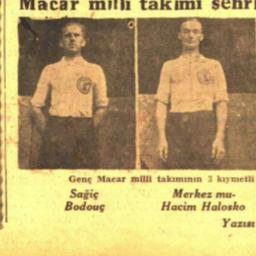 Macar milli takımı şehri
Genç Macar milli takımının 3 kıymetli
Sağiç
Bodouç
Merkez mu-
Hacim Halosko
Yazısı